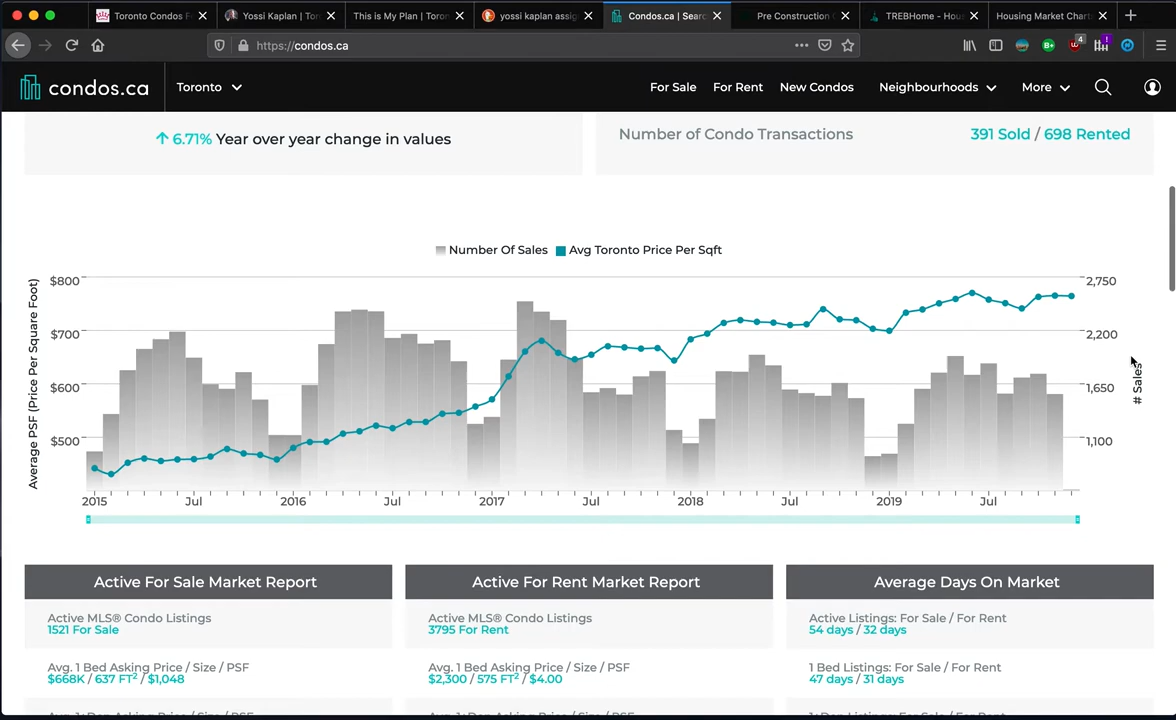 Toronto Condos Fe
Yossi Kaplan | Toro
This is My Plan | Toron
yossi kaplan assig
Condos.ca | Sear
Pre Construction C
TREBHome - Hous
Housing Market Charts
https://condos.ca
4
B+
!
condos.ca
Toronto
For Sale
For Rent
New Condos
Neighbourhoods
More
6.71% Year over year change in values
Number of Condo Transactions
391 Sold / 698 Rented
Number Of Sales
Avg Toronto Price Per Sqft
Average PSF (Price Per Square Foot)
$800
$700
$600
$500
2,750
2,200
1,650
1,100
# Sales
2015
Jul
2016
Jul
2017
Jul
2018
Jul
2019
Jul
Active For Sale Market Report
Active MLS® Condo Listings
1521 For Sale
Avg. 1 Bed Asking Price / Size / PSF
$668K / 637 FT² / $1,048
Active For Rent Market Report
Active MLS® Condo Listings
3795 For Rent
Avg. 1 Bed Asking Price / Size / PSF
$2,300 / 575 FT² / $4.00
Average Days On Market
Active Listings: For Sale / For Rent
54 days / 32 days
1 Bed Listings: For Sale / For Rent
47 days / 31 days